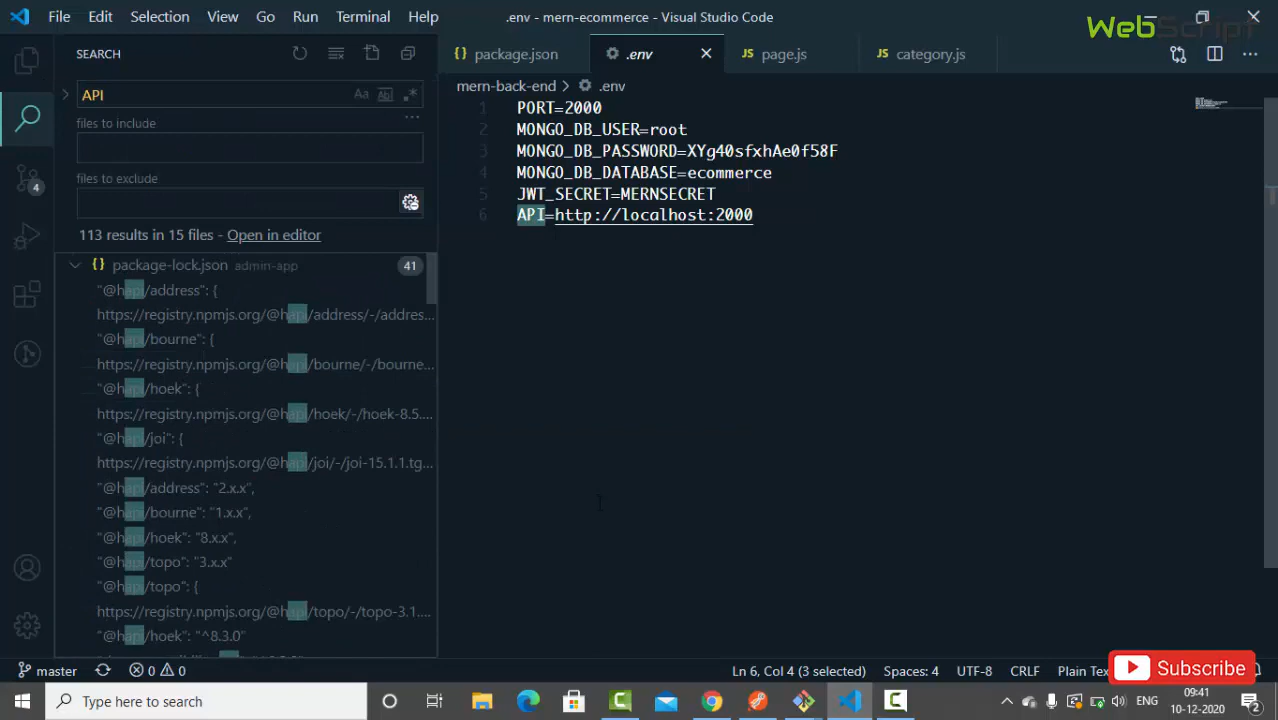 File Edit Selection View Go Run Terminal Help .env - mern-ecommerce - Visual Studio Code
WebScript
SEARCH
package.json .env page.js category.js
API
files to include
files to exclude
113 results in 15 files - Open in editor
package-lock.json admin-app 41
"@hapi/address": {
https://registry.npmjs.org/@hapi/address/-/addres...
"@hapi/bourne": {
https://registry.npmjs.org/@hapi/bourne/-/bourne...
"@hapi/hoek": {
https://registry.npmjs.org/@hapi/hoek/-/hoek-8.5....
"@hapi/joi": {
https://registry.npmjs.org/@hapi/joi/-/joi-15.1.1.tg...
"@hapi/address": "2.x.x",
"@hapi/bourne": "1.x.x",
"@hapi/hoek": "8.x.x",
"@hapi/topo": "3.x.x"
"@hapi/topo": {
https://registry.npmjs.org/@hapi/topo/-/topo-3.1....
"@hapi/hoek": "^8.3.0"
4
mern-back-end > .env
1 PORT=2000
2 MONGO_DB_USER=root
3 MONGO_DB_PASSWORD=XYg40sfxhAe0f58F
4 MONGO_DB_DATABASE=ecommerce
5 JWT_SECRET=MERNSECRET
6 API=http://localhost:2000
master 0 0 Ln 6, Col 4 (3 selected) Spaces: 4 UTF-8 CRLF Plain
Subscribe
Type here to search
ENG 09:41
10-12-2020
2